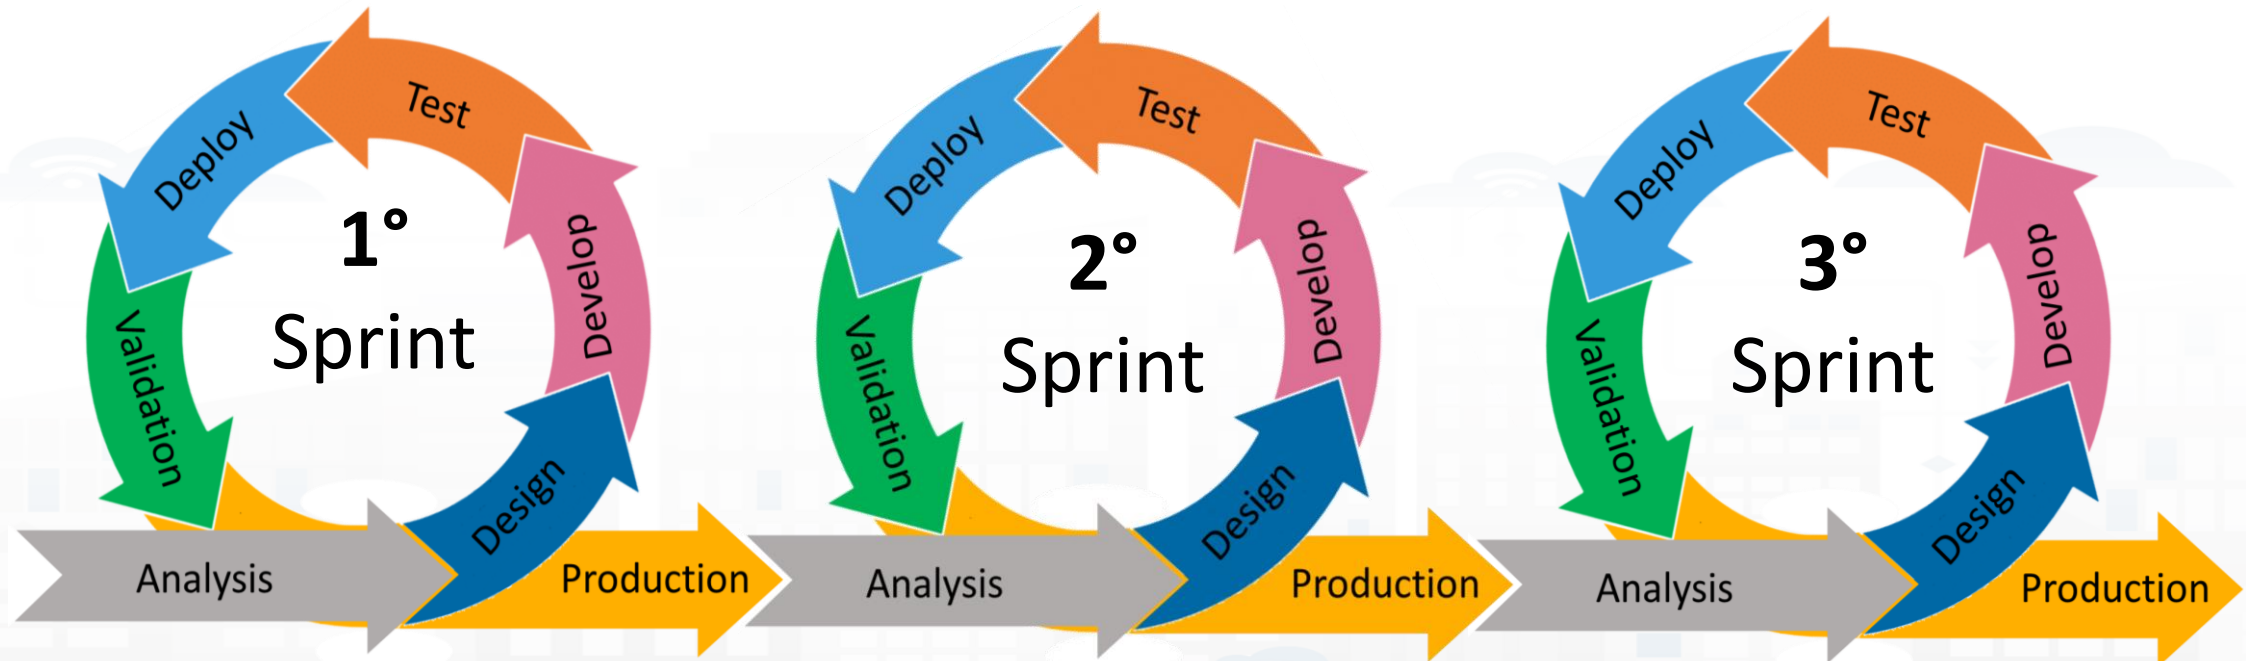 1°
Sprint
Analysis
Design
Develop
Test
Deploy
Validation
Production
2°
Sprint
Analysis
Design
Develop
Test
Deploy
Validation
Production
3°
Sprint
Analysis
Design
Develop
Test
Deploy
Validation
Production